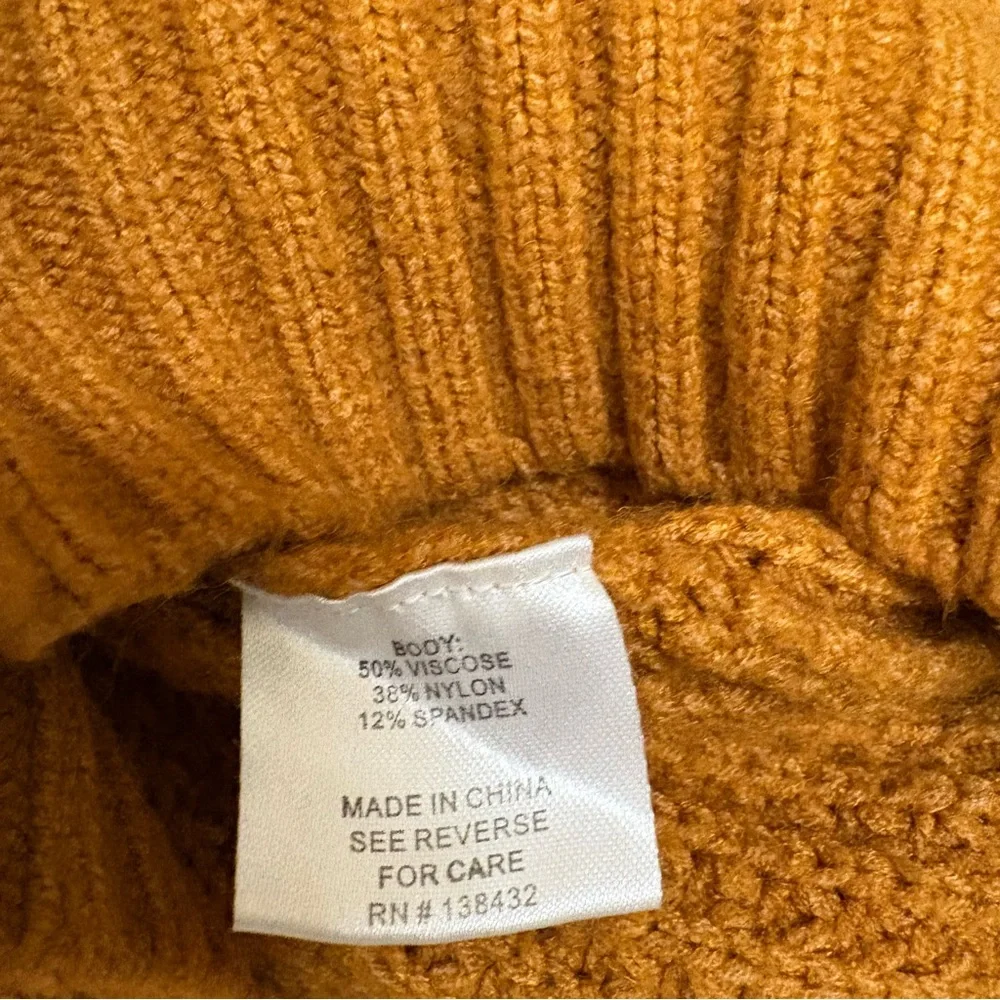 BODY:
50% VISCOSE
38% NYLON
12% SPANDEX
MADE IN CHINA
SEE REVERSE
FOR CARE
RN # 138432